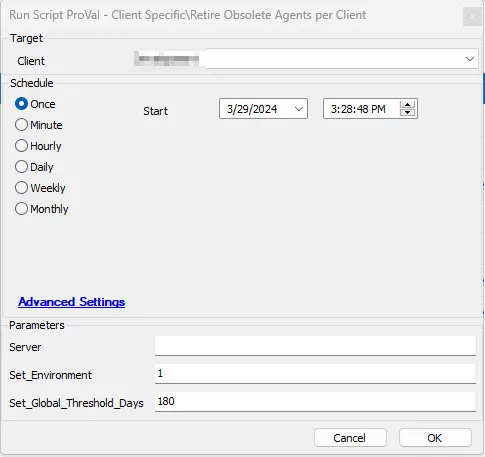 Run Script ProVal - Client Specific\Retire Obsolete Agents per Client
x
Target
Client
Schedule
Once
Start
3/29/2024
3:28:48 PM
Minute
Hourly
Daily
Weekly
Monthly
Advanced Settings
Parameters
Server
Set_Environment
1
Set_Global_Threshold_Days
180
Cancel
OK